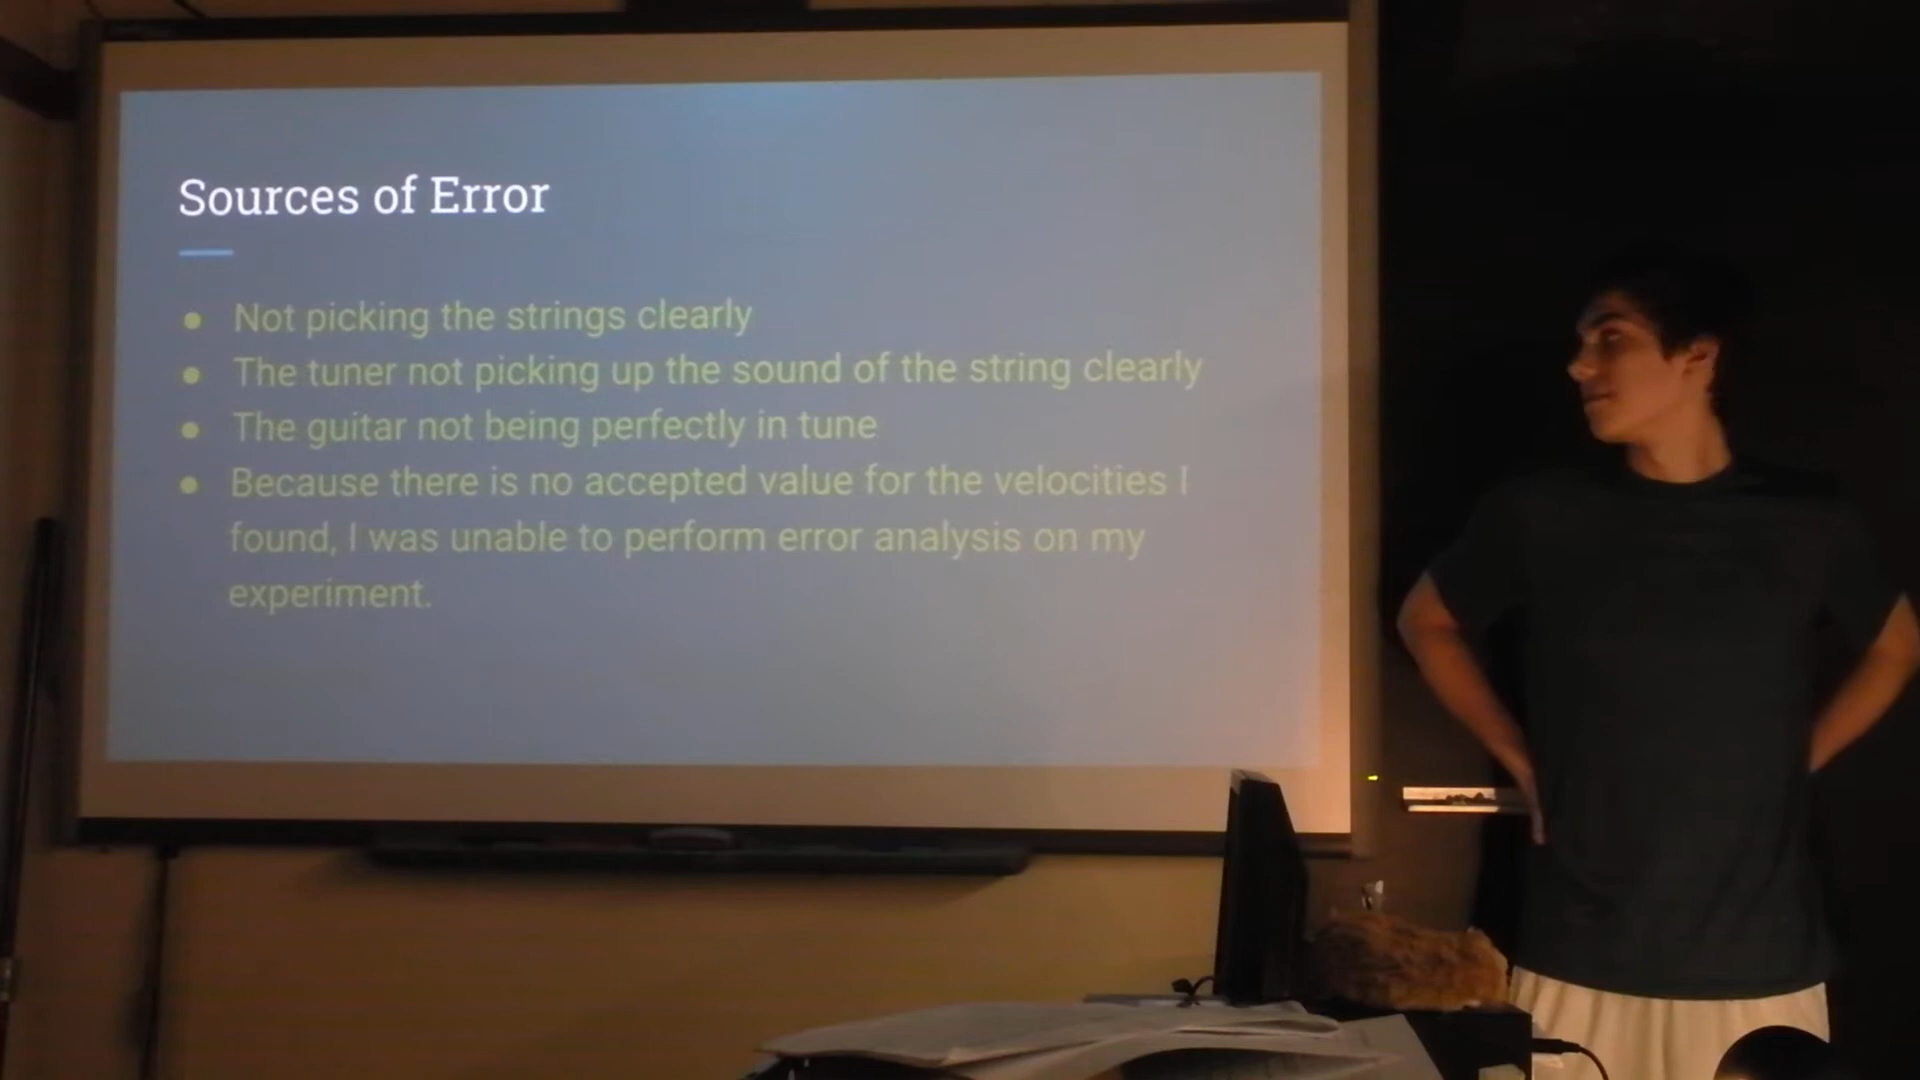 Sources of Error
● Not picking the strings clearly
● The tuner not picking up the sound of the string clearly
● The guitar not being perfectly in tune
● Because there is no accepted value for the velocities I
found, I was unable to perform error analysis on my
experiment.